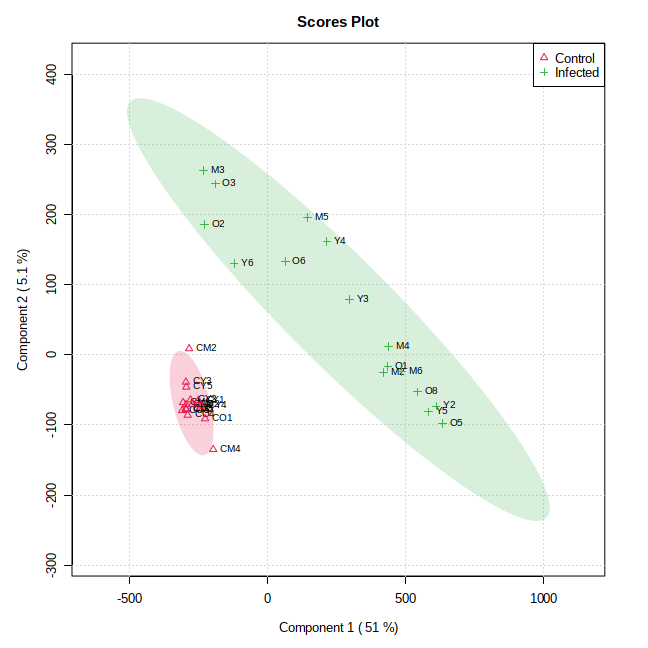 Scores Plot
Control
Infected
Component 2 ( 5.1 %)
400
300
200
100
0
-100
-200
-300
M3
O3
O2
M5
Y4
Y6
O6
Y3
CM2
M4
O1
M2
M6
CY3
CY5
O8
Y2
Y5
CO1
O5
CM4
-500
0
500
1000
Component 1 ( 51 %)